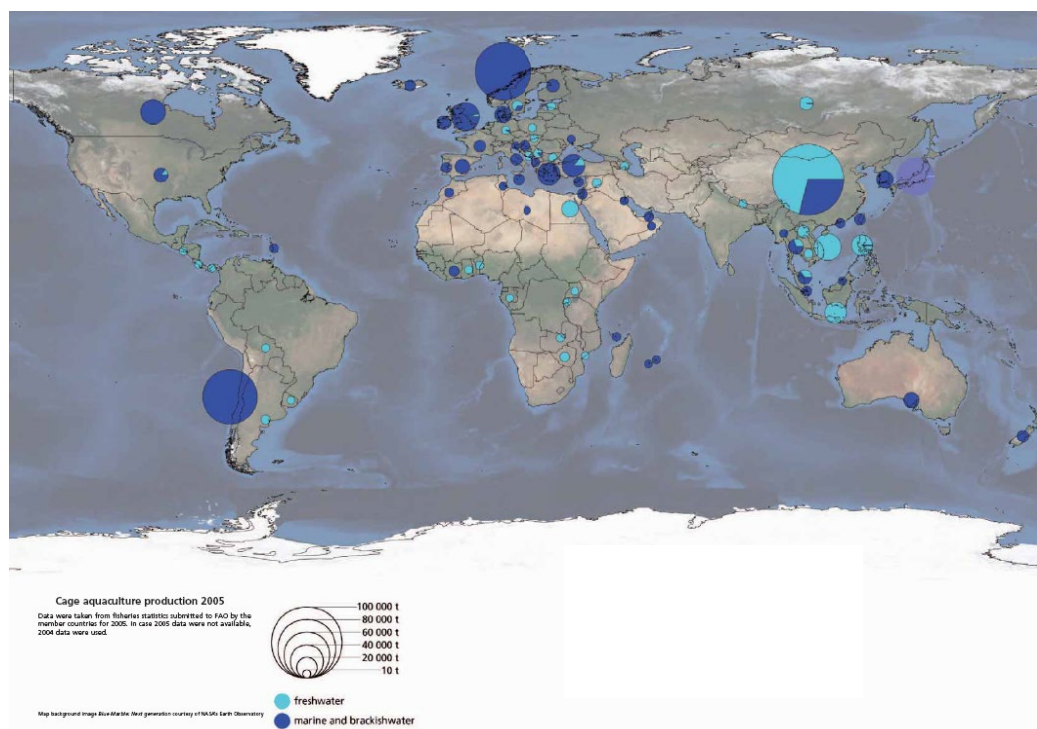 Cage aquaculture production 2005
Data were taken from fisheries statistics submitted to FAO by the
member countries for 2005. In case 2005 data were not available,
2004 data were used.
100 000 t
80 000 t
60 000 t
40 000 t
20 000 t
10 t
freshwater
marine and brackishwater
Map background image Blue Marble: Next generation courtesy of NASA's Earth Observatory